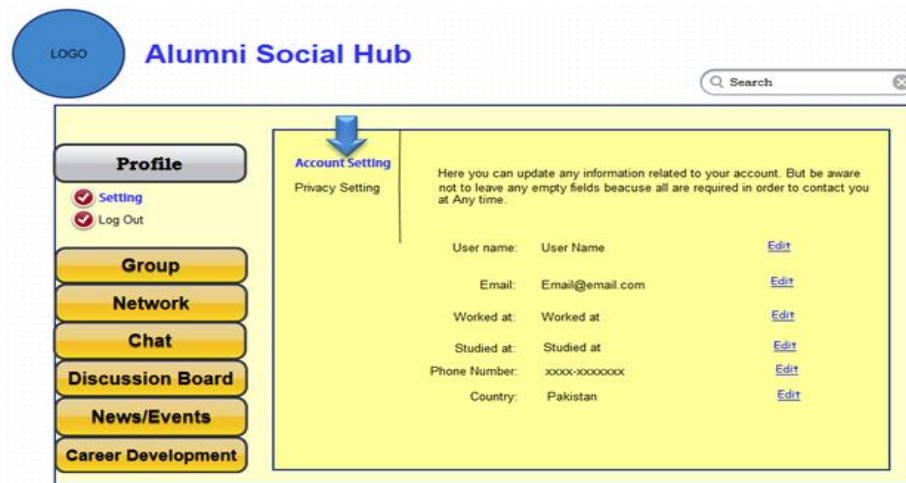 LOGO
Alumni Social Hub
Search
Profile
Setting
Log Out
Group
Network
Chat
Discussion Board
News/Events
Career Development
Account Setting
Privacy Setting
Here you can update any information related to your account. But be aware
not to leave any empty fields beacuse all are required in order to contact you
at Any time.
User name: User Name Edit
Email: Email@email.com Edit
Worked at: Worked at Edit
Studied at: Studied at Edit
Phone Number: xxxx-xxxxxxx Edit
Country: Pakistan Edit